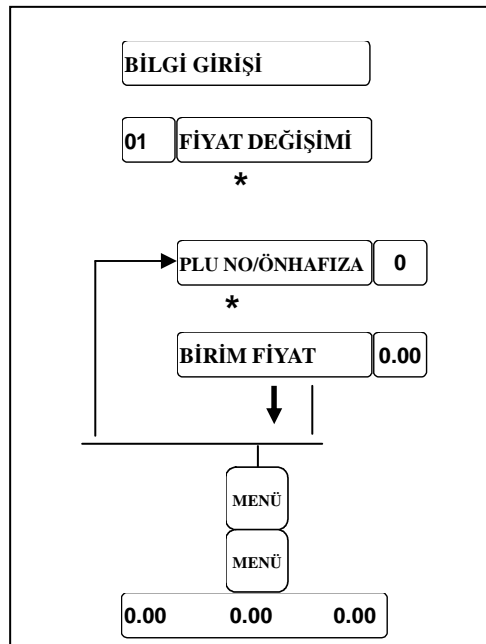 BİLGİ GİRİŞİ
01 FİYAT DEĞİŞİMİ
*
PLU NO/ÖNHAFIZA 0
*
BİRİM FİYAT 0.00
MENÜ
MENÜ
0.00 0.00 0.00